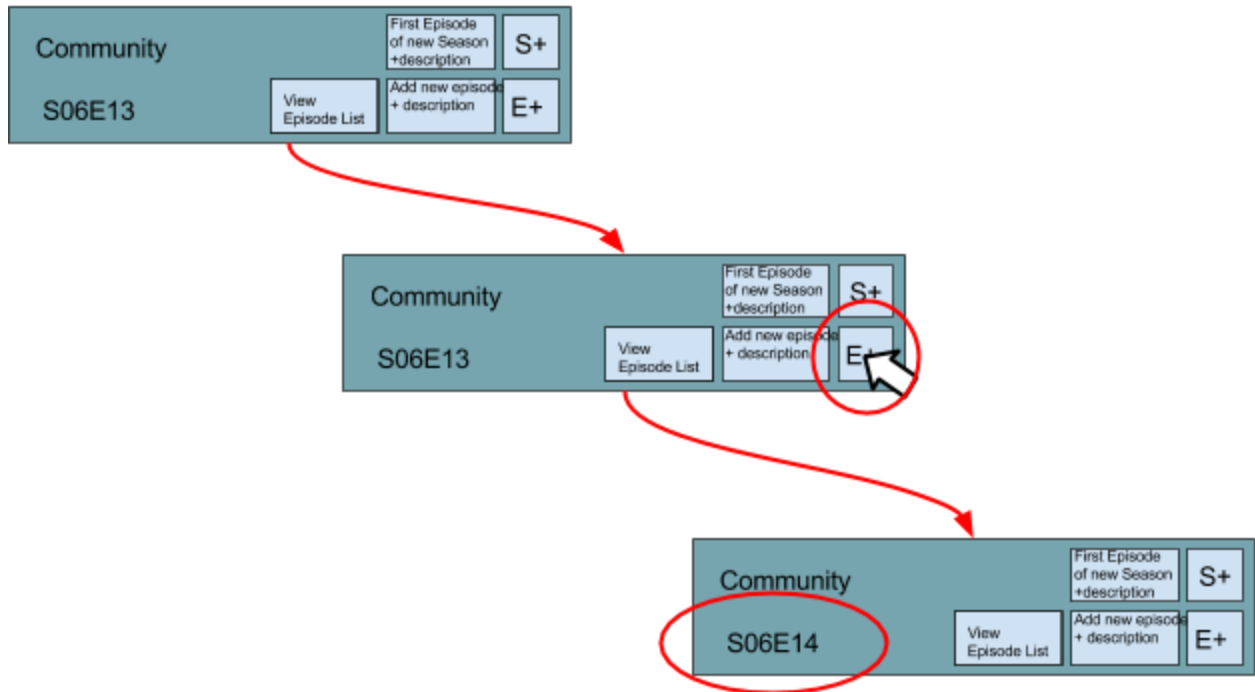 Community
First Episode
of new Season
+description
S+
S06E13
View
Episode List
Add new episode
+ description
E+
Community
First Episode
of new Season
+description
S+
S06E13
View
Episode List
Add new episode
+ description
E+
Community
First Episode
of new Season
+description
S+
S06E14
View
Episode List
Add new episode
+ description
E+